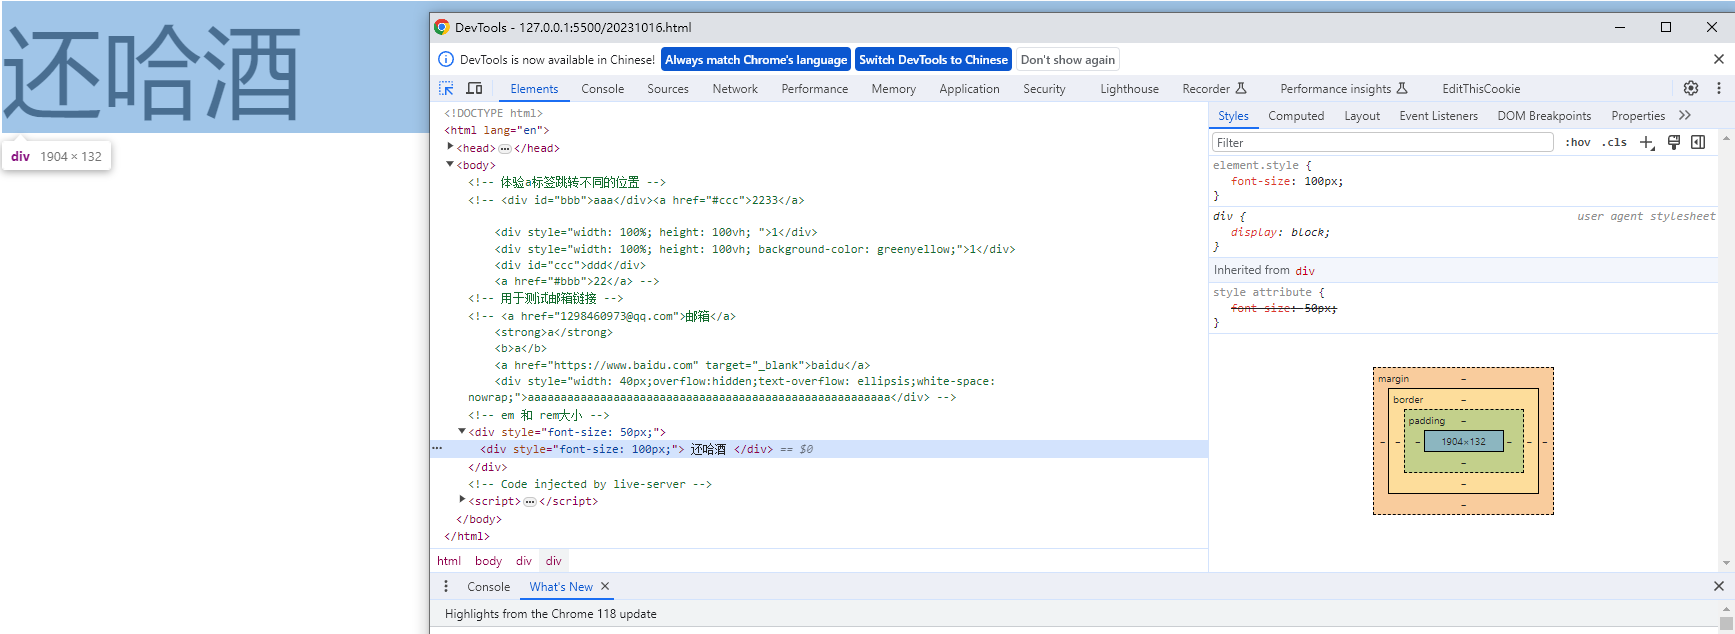 还哈酒
div 1904 × 132
DevTools - 127.0.0.1:5500/20231016.html
DevTools is now available in Chinese! Always match Chrome's language Switch DevTools to Chinese Don't show again
Elements Console Sources Network Performance Memory Application Security Lighthouse Recorder Performance insights EditThisCookie
<!DOCTYPE html>
<html lang="en">
<head> ⋯ </head>
<body>
<!-- 体验a标签跳转不同的位置 -->
<!-- <div id="bbb">aaa</div><a href="#ccc">2233</a>
<div style="width: 100%; height: 100vh; ">1</div>
<div style="width: 100%; height: 100vh; background-color: greenyellow;">1</div>
<div id="ccc">ddd</div>
<a href="#bbb">22</a> -->
<!-- 用于测试邮箱链接 -->
<!-- <a href="1298460973@qq.com">邮箱</a>
<strong>a</strong>
<b>a</b>
<a href="https://www.baidu.com" target="_blank">baidu</a>
<div style="width: 40px;overflow:hidden;text-overflow: ellipsis;white-space:
nowrap;">aaaaaaaaaaaaaaaaaaaaaaaaaaaaaaaaaaaaaaaaaaaaaaaaaaaaaaa</div> -->
<!-- em 和 rem大小 -->
<div style="font-size: 50px;">
<div style="font-size: 100px;"> 还哈酒 </div> == $0
</div>
<!-- Code injected by live-server -->
<script> ⋯ </script>
</body>
</html>
html body div div
Styles Computed Layout Event Listeners DOM Breakpoints Properties
Filter :hov .cls
element.style {
font-size: 100px;
}
div { user agent stylesheet
display: block;
}
Inherited from div
style attribute {
font-size: 50px;
}
margin –
border –
padding –
– – – 1904×132 – – –
–
–
–
Console What's New
Highlights from the Chrome 118 update